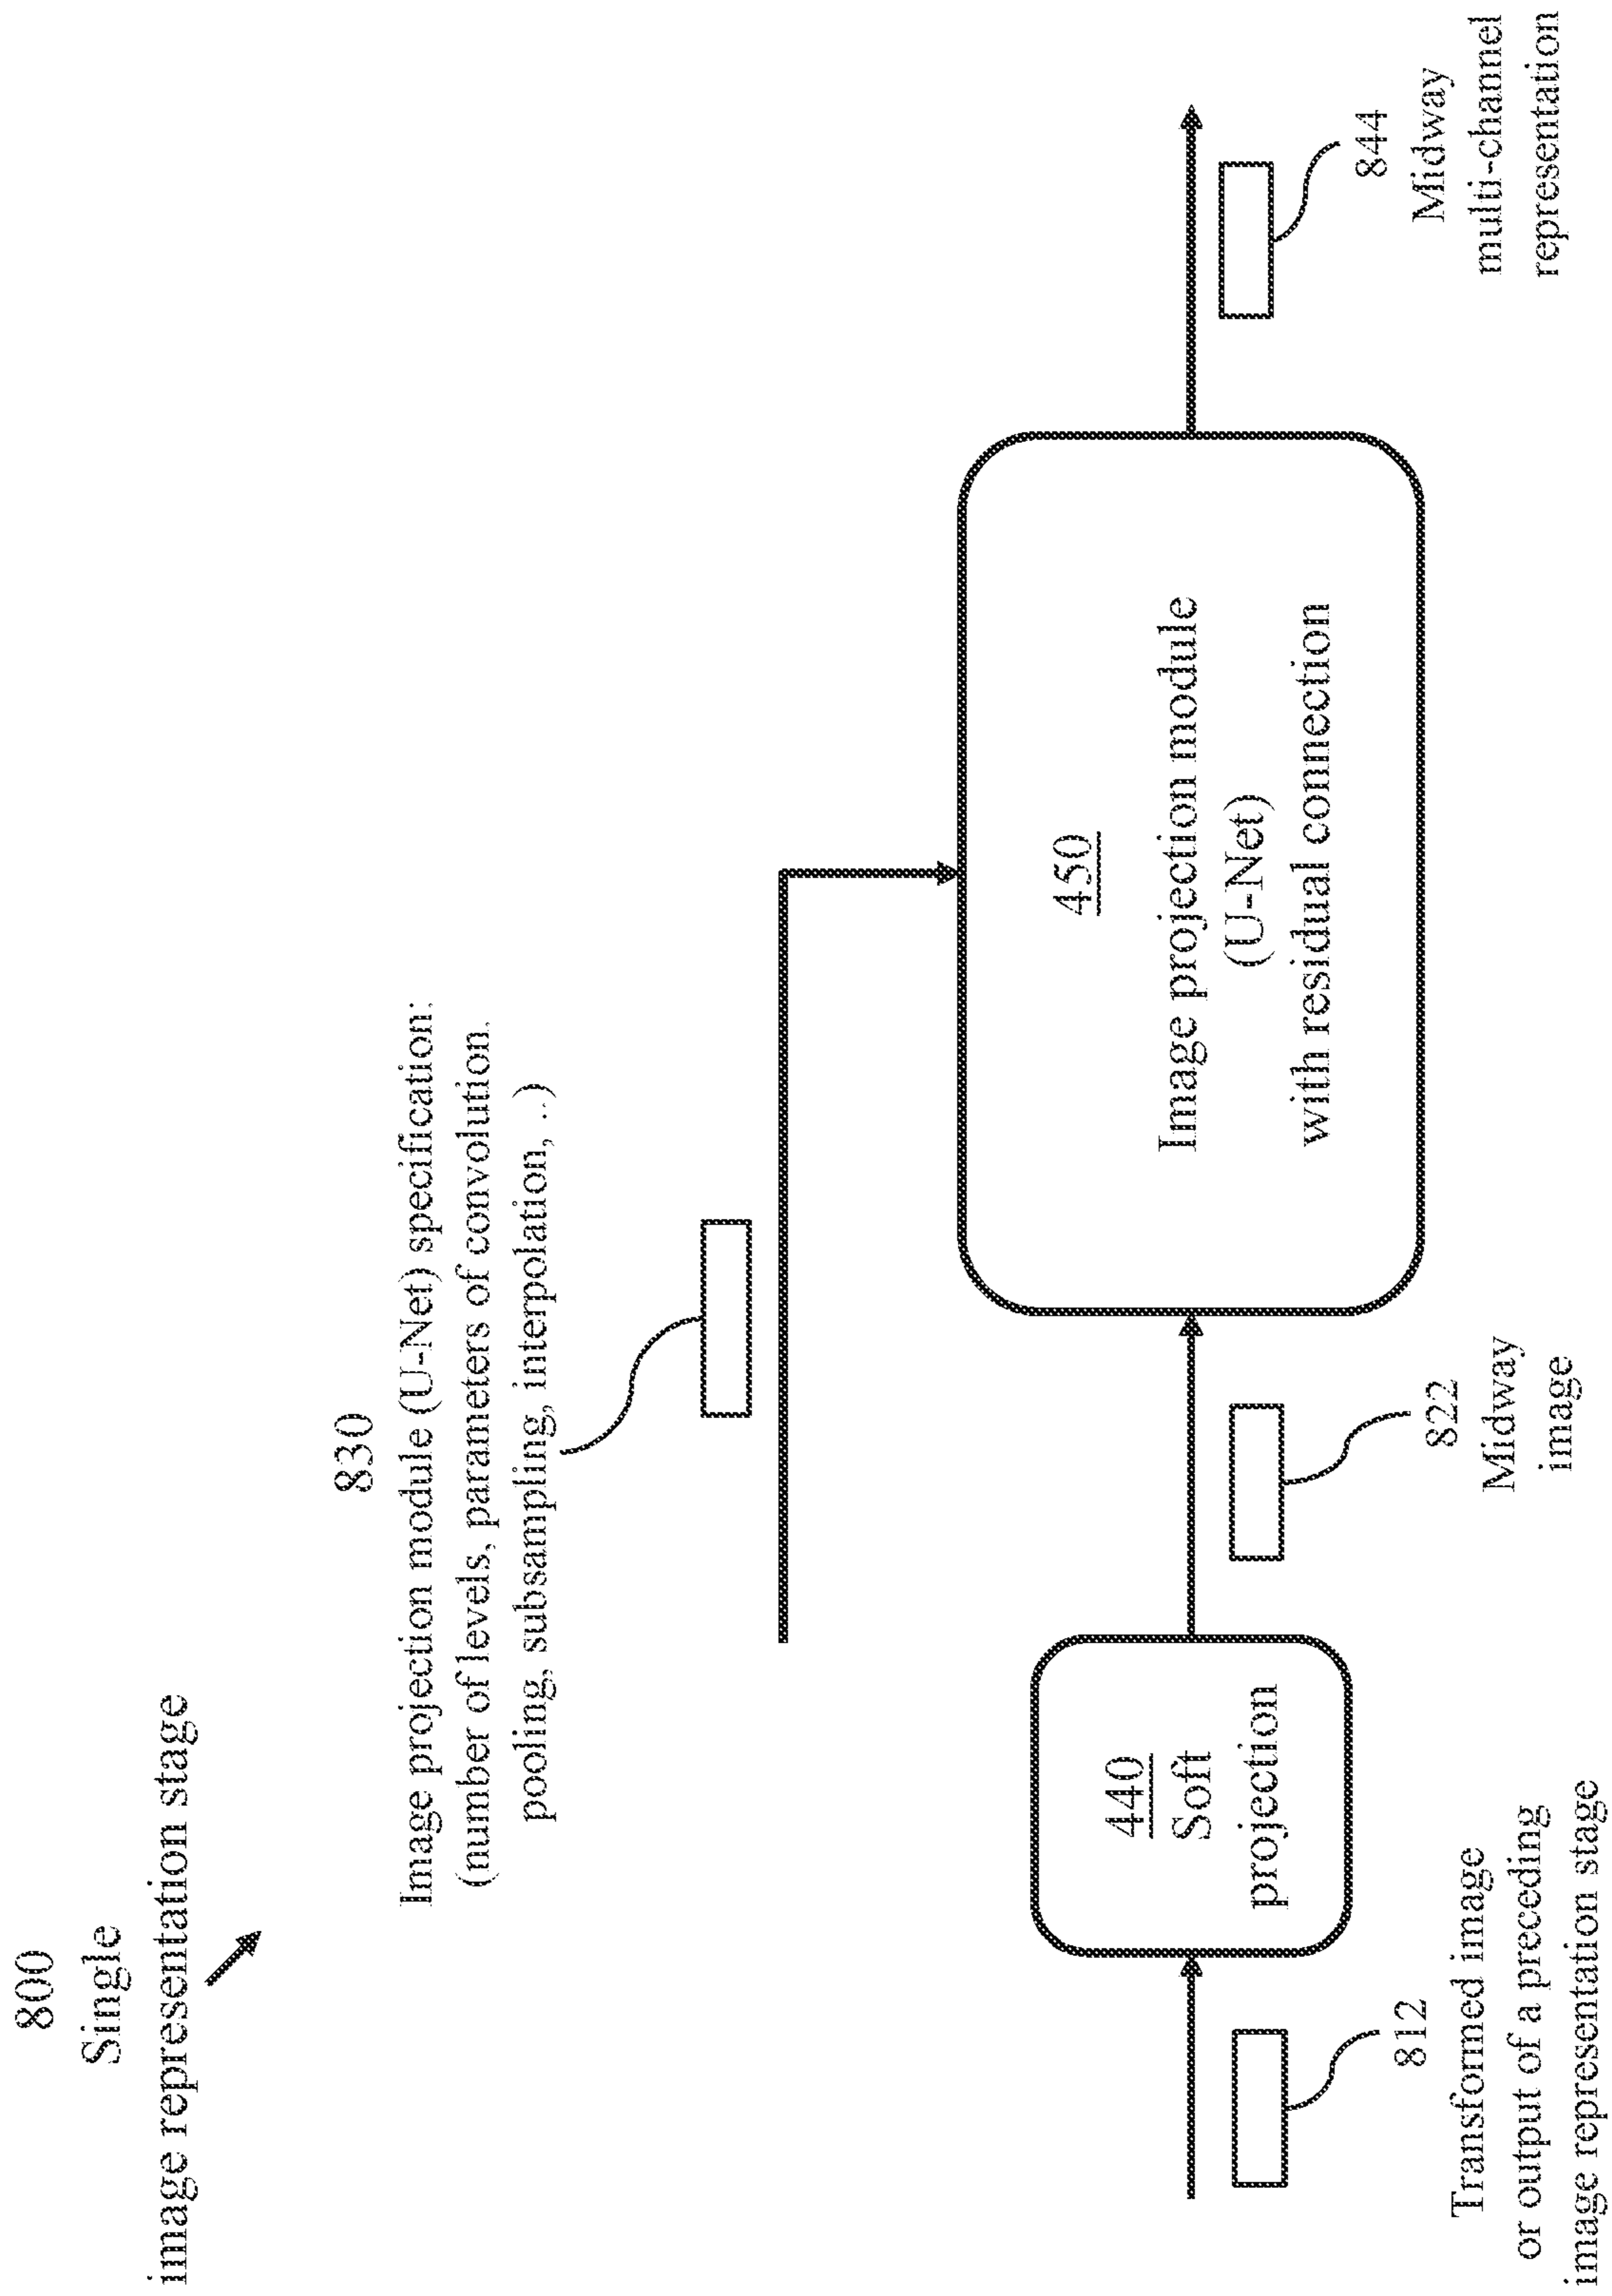 800
Single
image representation stage
830
Image projection module (U-Net) specification:
(number of levels, parameters of convolution,
pooling, subsampling, interpolation, ..)
440
Soft
projection
450
Image projection module
(U-Net)
with residual connection
812
Transformed image
or output of a preceding
image representation stage
822
Midway
image
844
Midway
multi-channel
representation